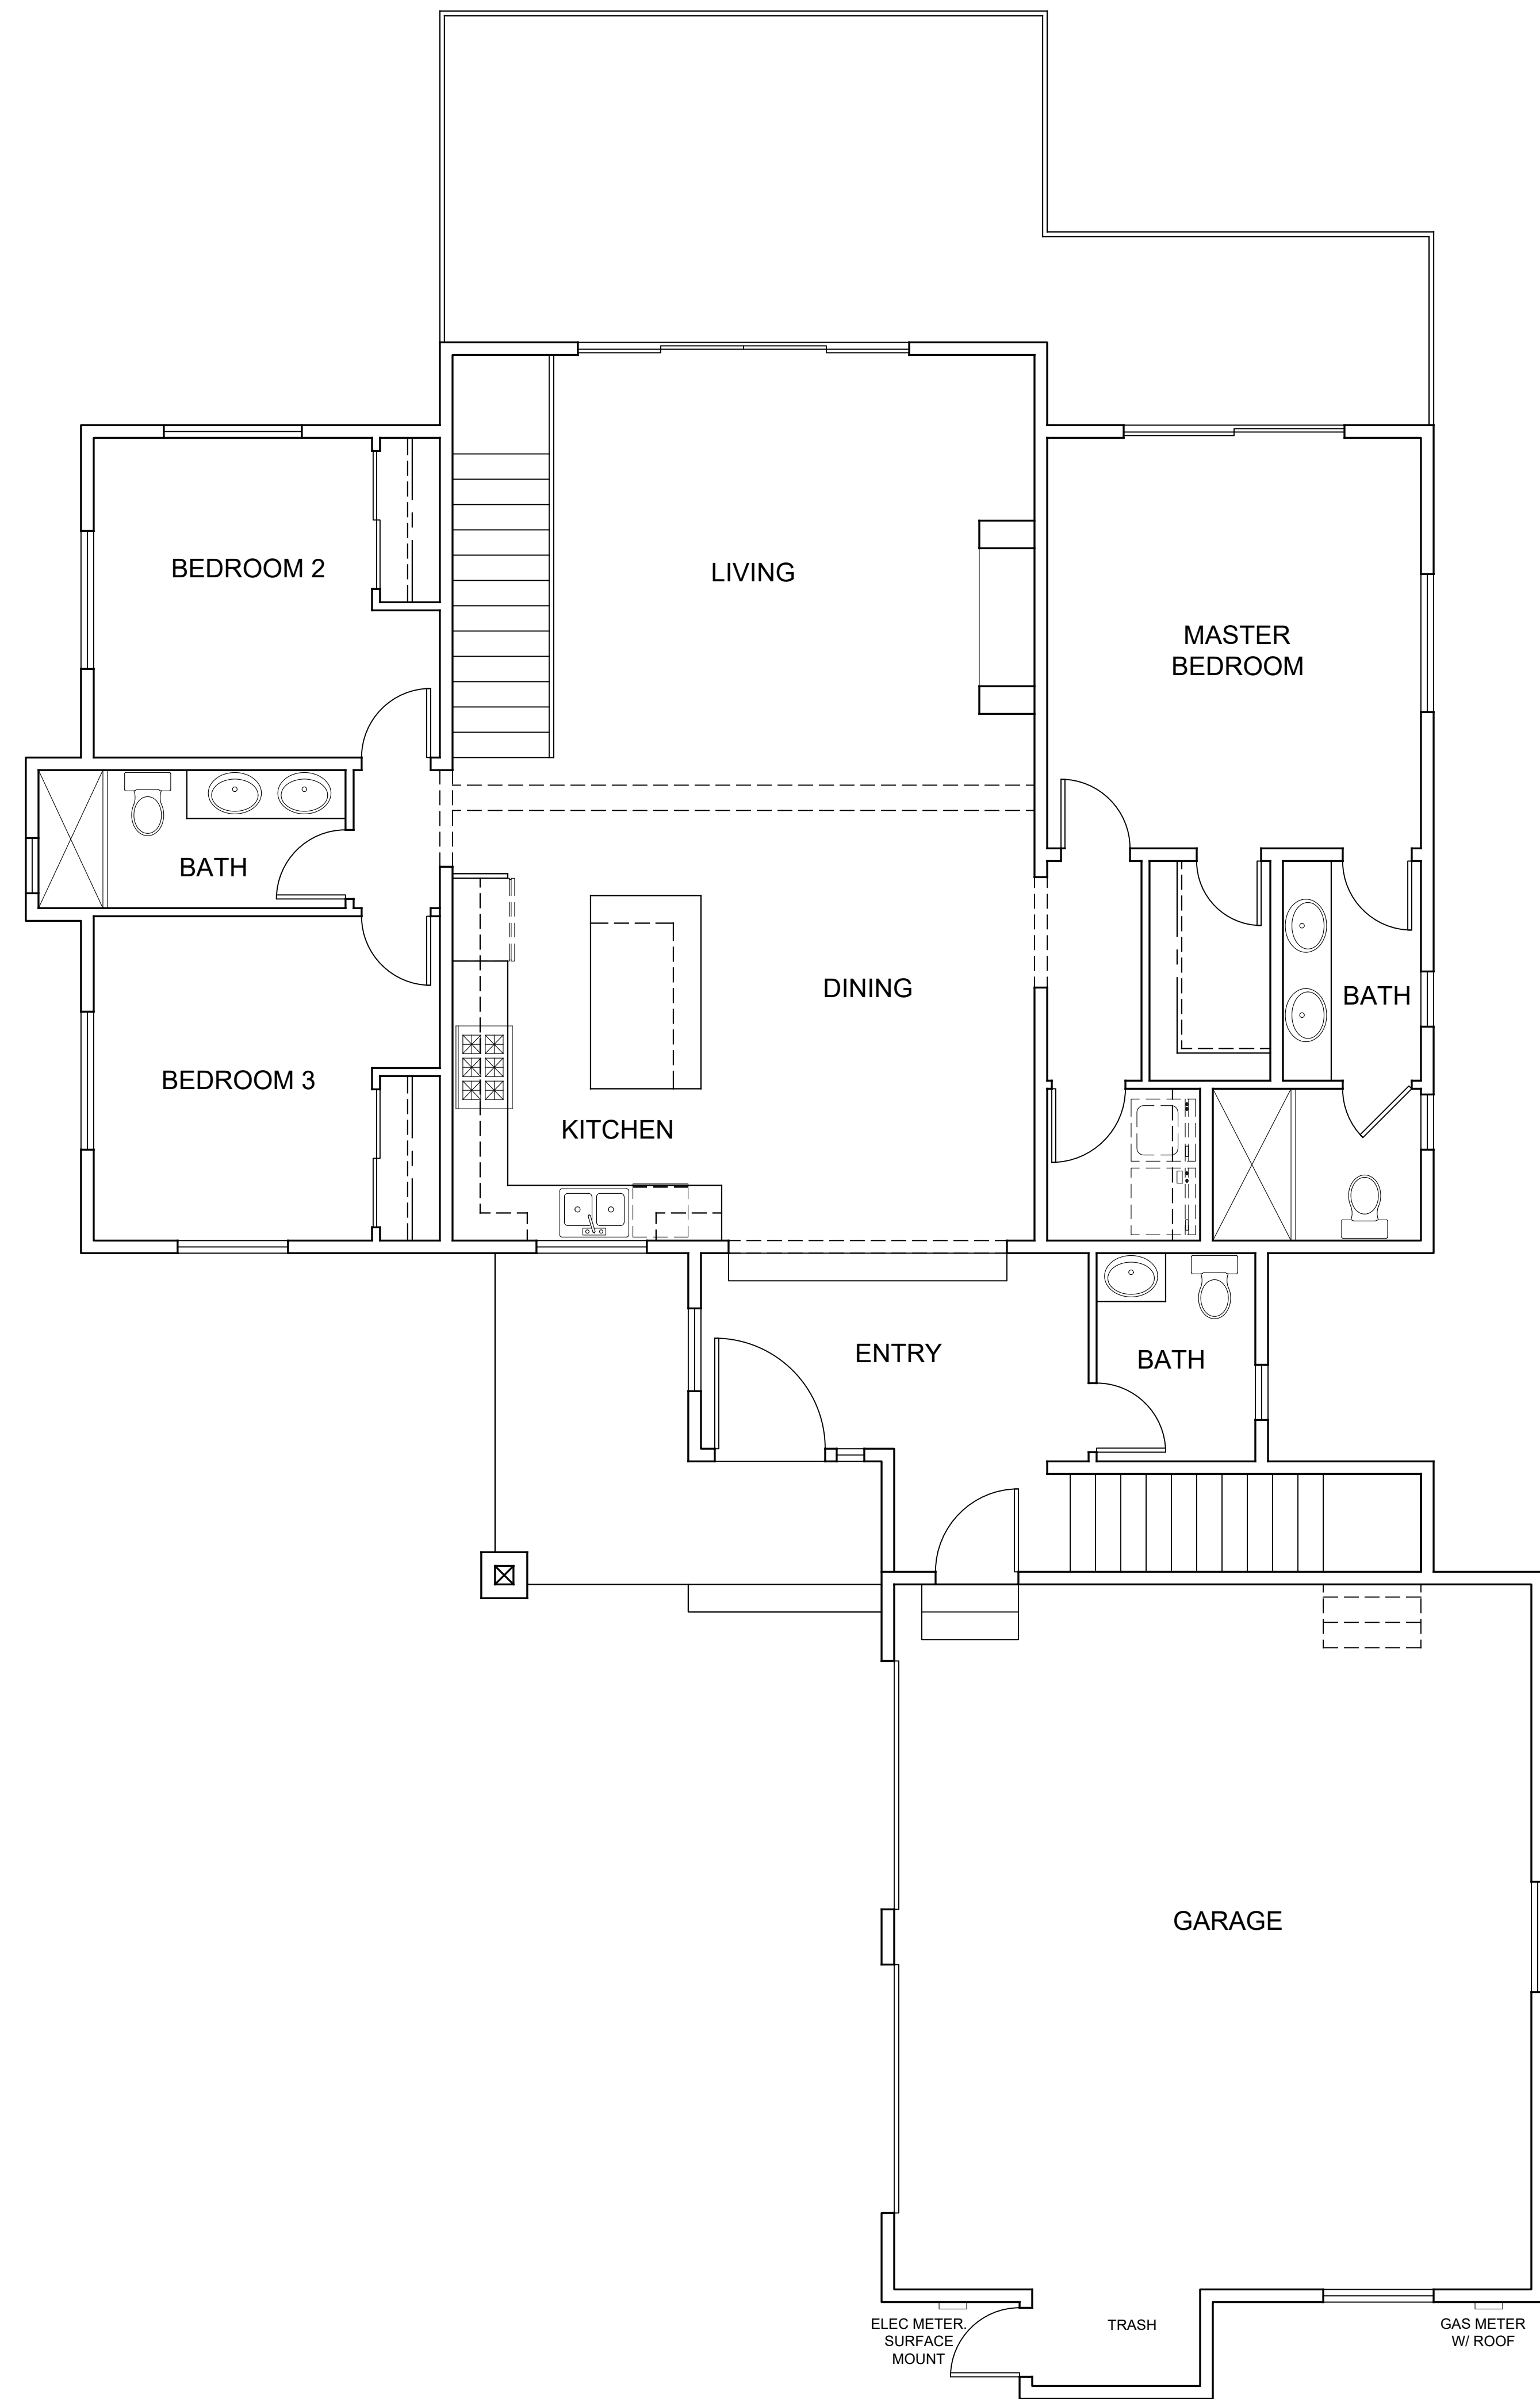 BEDROOM 2
LIVING
MASTER
BEDROOM
BATH
DINING
BATH
BEDROOM 3
KITCHEN
ENTRY
BATH
GARAGE
ELEC METER.
SURFACE
MOUNT
TRASH
GAS METER
W/ ROOF